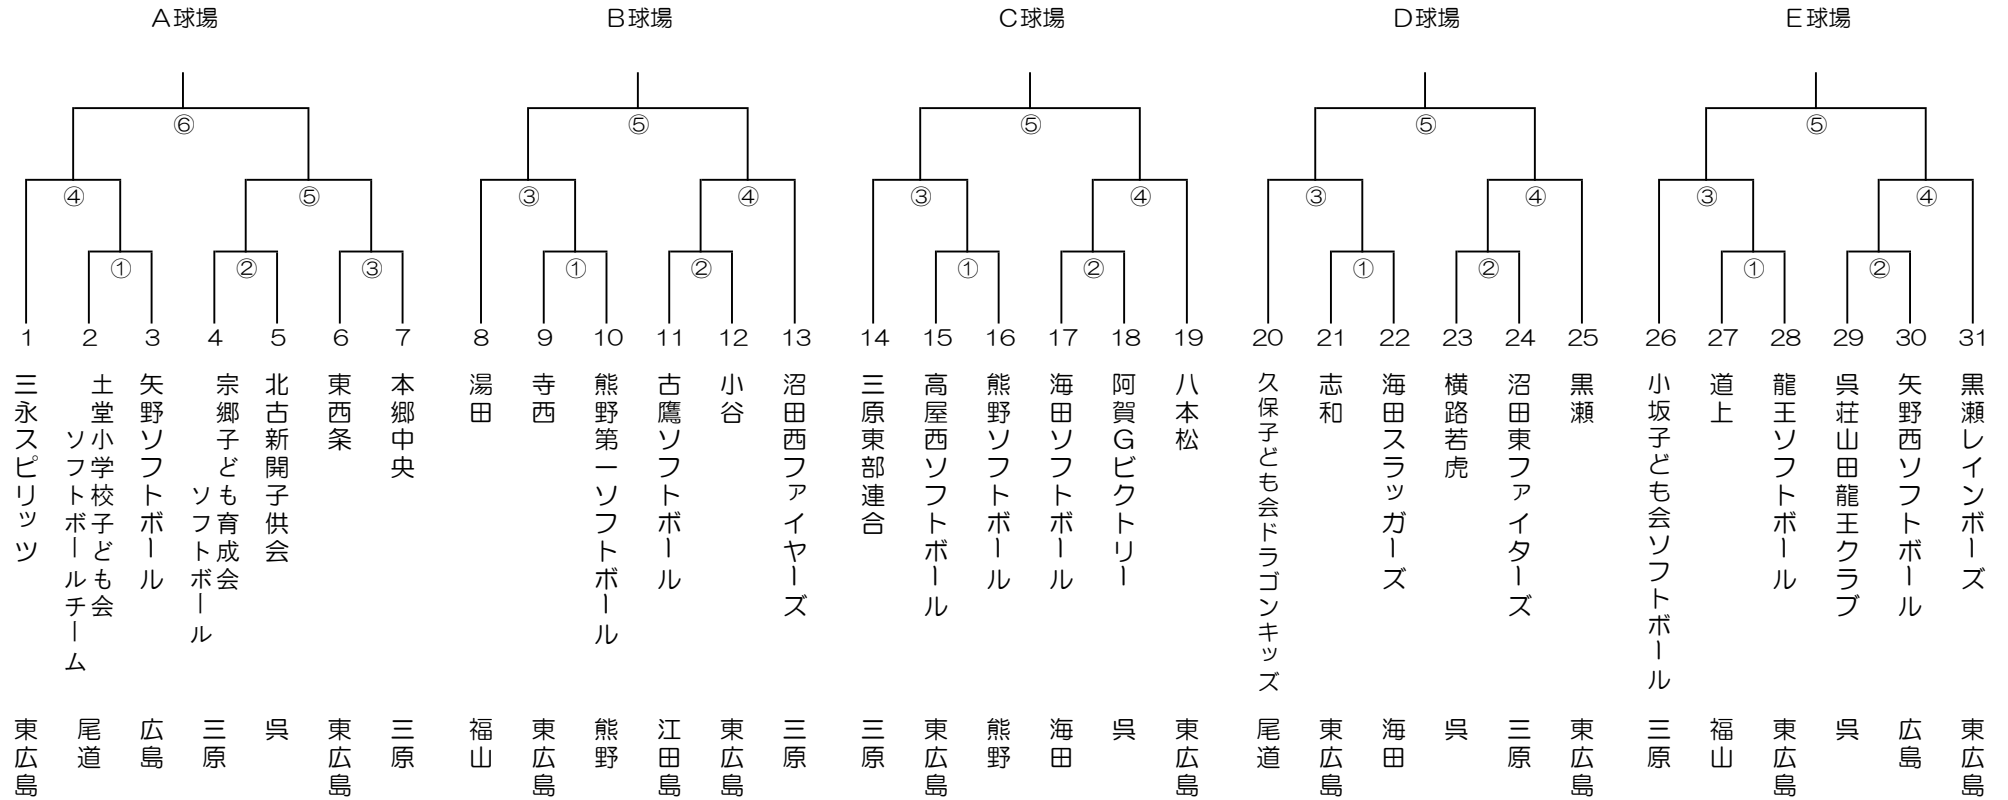 A球場
B球場
C球場
D球場
E球場
⑥
⑤
⑤
⑤
⑤
④
⑤
③
④
③
④
③
④
③
④
①
②
③
①
②
①
②
①
②
①
②
1
2
3
4
5
6
7
8
9
10
11
12
13
14
15
16
17
18
19
20
21
22
23
24
25
26
27
28
29
30
31
三永スピリッツ
土堂小学校子ども会
ソフトボールチーム
矢野ソフトボール
宗郷子ども育成会
ソフトボール
北古新開子供会
東西条
本郷中央
湯田
寺西
熊野第一ソフトボール
古鷹ソフトボール
小谷
沼田西ファイヤーズ
三原東部連合
高屋西ソフトボール
熊野ソフトボール
海田ソフトボール
阿賀Gビクトリー
八本松
久保子ども会ドラゴンキッズ
志和
海田スラッガーズ
横路若虎
沼田東ファイターズ
黒瀬
小坂子ども会ソフトボール
道上
龍王ソフトボール
呉荘山田龍王クラブ
矢野西ソフトボール
黒瀬レインボーズ
東広島
尾道
広島
三原
呉
東広島
三原
福山
東広島
熊野
江田島
東広島
三原
三原
東広島
熊野
海田
呉
東広島
尾道
東広島
海田
呉
三原
東広島
三原
福山
東広島
呉
広島
東広島